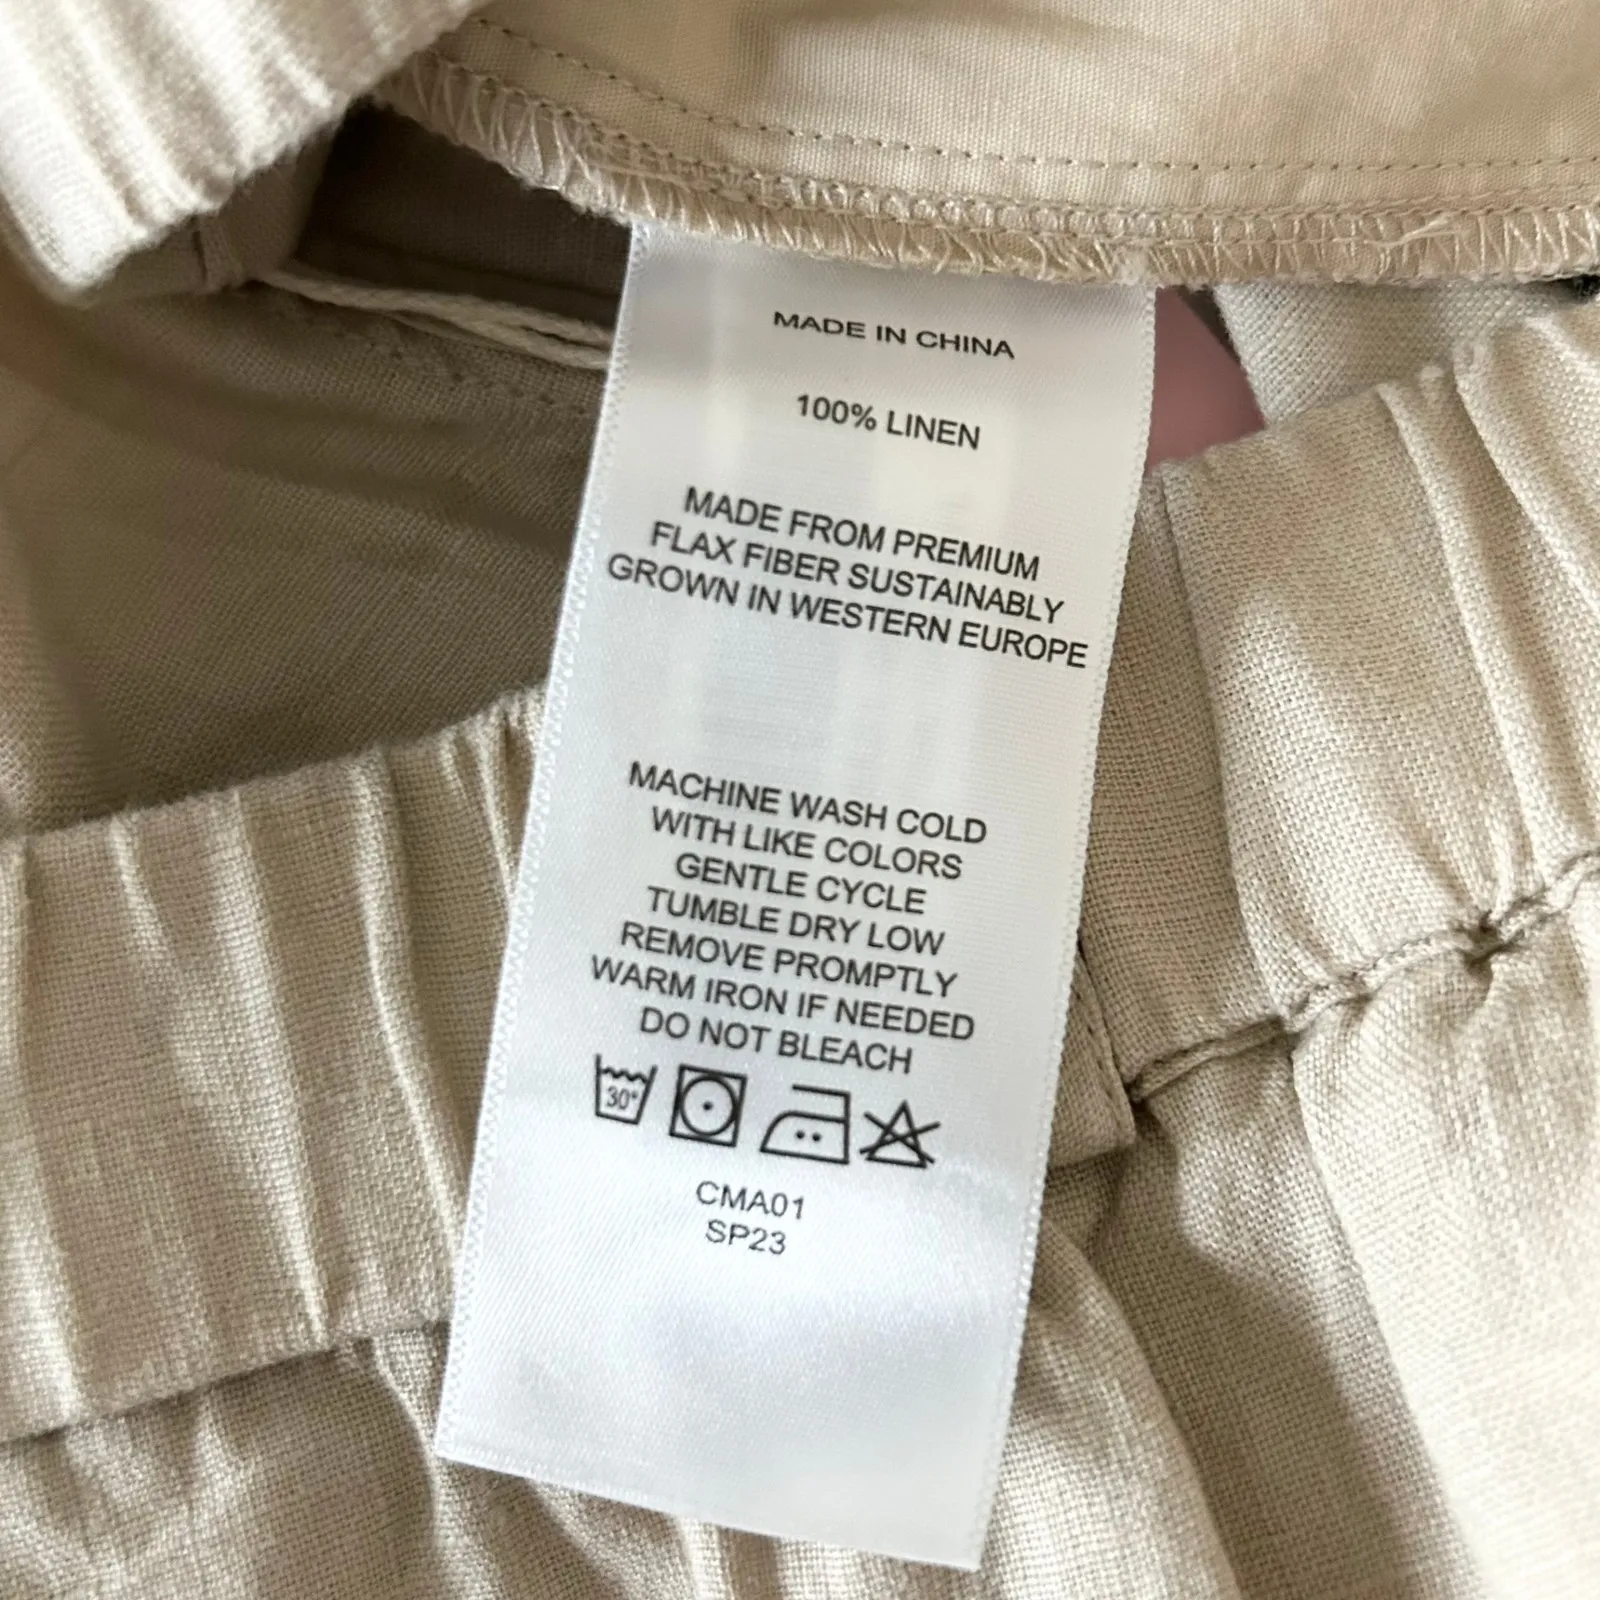 MADE IN CHINA
100% LINEN
MADE FROM PREMIUM
FLAX FIBER SUSTAINABLY
GROWN IN WESTERN EUROPE
MACHINE WASH COLD
WITH LIKE COLORS
GENTLE CYCLE
TUMBLE DRY LOW
REMOVE PROMPTLY
WARM IRON IF NEEDED
DO NOT BLEACH
30°
CMA01
SP23